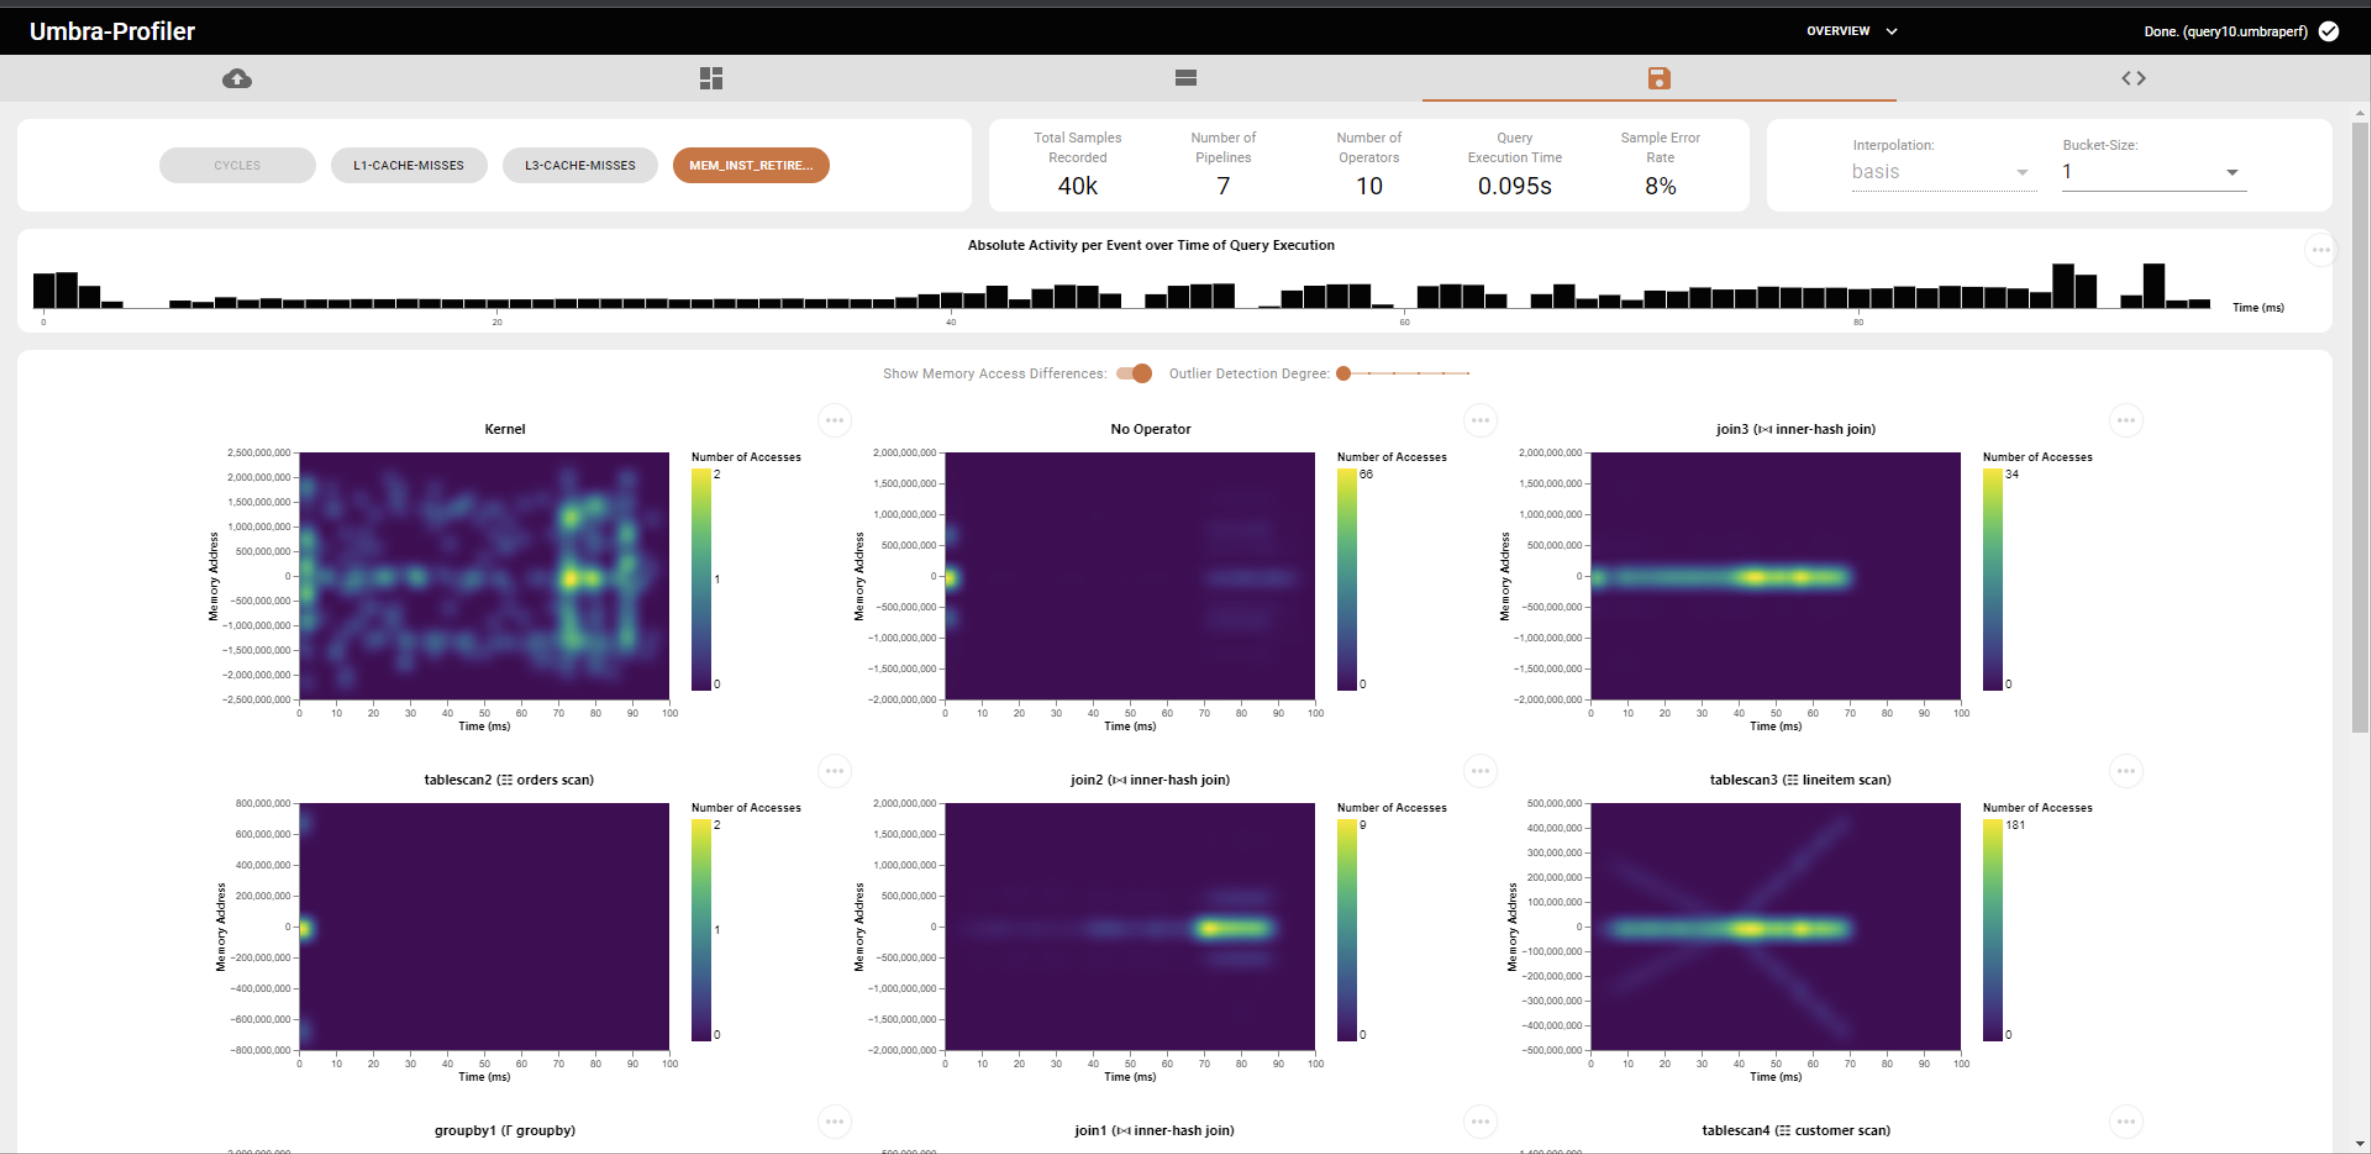 Umbra-Profiler
OVERVIEW
Done. (query10.umbraperf)
CYCLES
L1-CACHE-MISSES
L3-CACHE-MISSES
MEM_INST_RETIRE...
Total Samples
Recorded
40k
Number of
Pipelines
7
Number of
Operators
10
Query
Execution Time
0.095s
Sample Error
Rate
8%
Interpolation:
basis
Bucket-Size:
1
Absolute Activity per Event over Time of Query Execution
0 20 40 60 80
Time (ms)
Show Memory Access Differences:
Outlier Detection Degree:
Kernel
Memory Address
2,500,000,000
2,000,000,000
1,500,000,000
1,000,000,000
500,000,000
0
−500,000,000
−1,000,000,000
−1,500,000,000
−2,000,000,000
−2,500,000,000
0 10 20 30 40 50 60 70 80 90 100
Time (ms)
Number of Accesses
2
1
0
No Operator
Memory Address
2,000,000,000
1,500,000,000
1,000,000,000
500,000,000
0
−500,000,000
−1,000,000,000
−1,500,000,000
−2,000,000,000
0 10 20 30 40 50 60 70 80 90 100
Time (ms)
Number of Accesses
66
0
join3 (⋈ inner-hash join)
Memory Address
2,000,000,000
1,500,000,000
1,000,000,000
500,000,000
0
−500,000,000
−1,000,000,000
−1,500,000,000
−2,000,000,000
0 10 20 30 40 50 60 70 80 90 100
Time (ms)
Number of Accesses
34
0
tablescan2 (☷ orders scan)
Memory Address
800,000,000
600,000,000
400,000,000
200,000,000
0
−200,000,000
−400,000,000
−600,000,000
−800,000,000
0 10 20 30 40 50 60 70 80 90 100
Time (ms)
Number of Accesses
2
1
0
join2 (⋈ inner-hash join)
Memory Address
2,000,000,000
1,500,000,000
1,000,000,000
500,000,000
0
−500,000,000
−1,000,000,000
−1,500,000,000
−2,000,000,000
0 10 20 30 40 50 60 70 80 90 100
Time (ms)
Number of Accesses
9
0
tablescan3 (☷ lineitem scan)
Memory Address
500,000,000
400,000,000
300,000,000
200,000,000
100,000,000
0
−100,000,000
−200,000,000
−300,000,000
−400,000,000
−500,000,000
0 10 20 30 40 50 60 70 80 90 100
Time (ms)
Number of Accesses
181
0
groupby1 (Γ groupby)
join1 (⋈ inner-hash join)
tablescan4 (☷ customer scan)